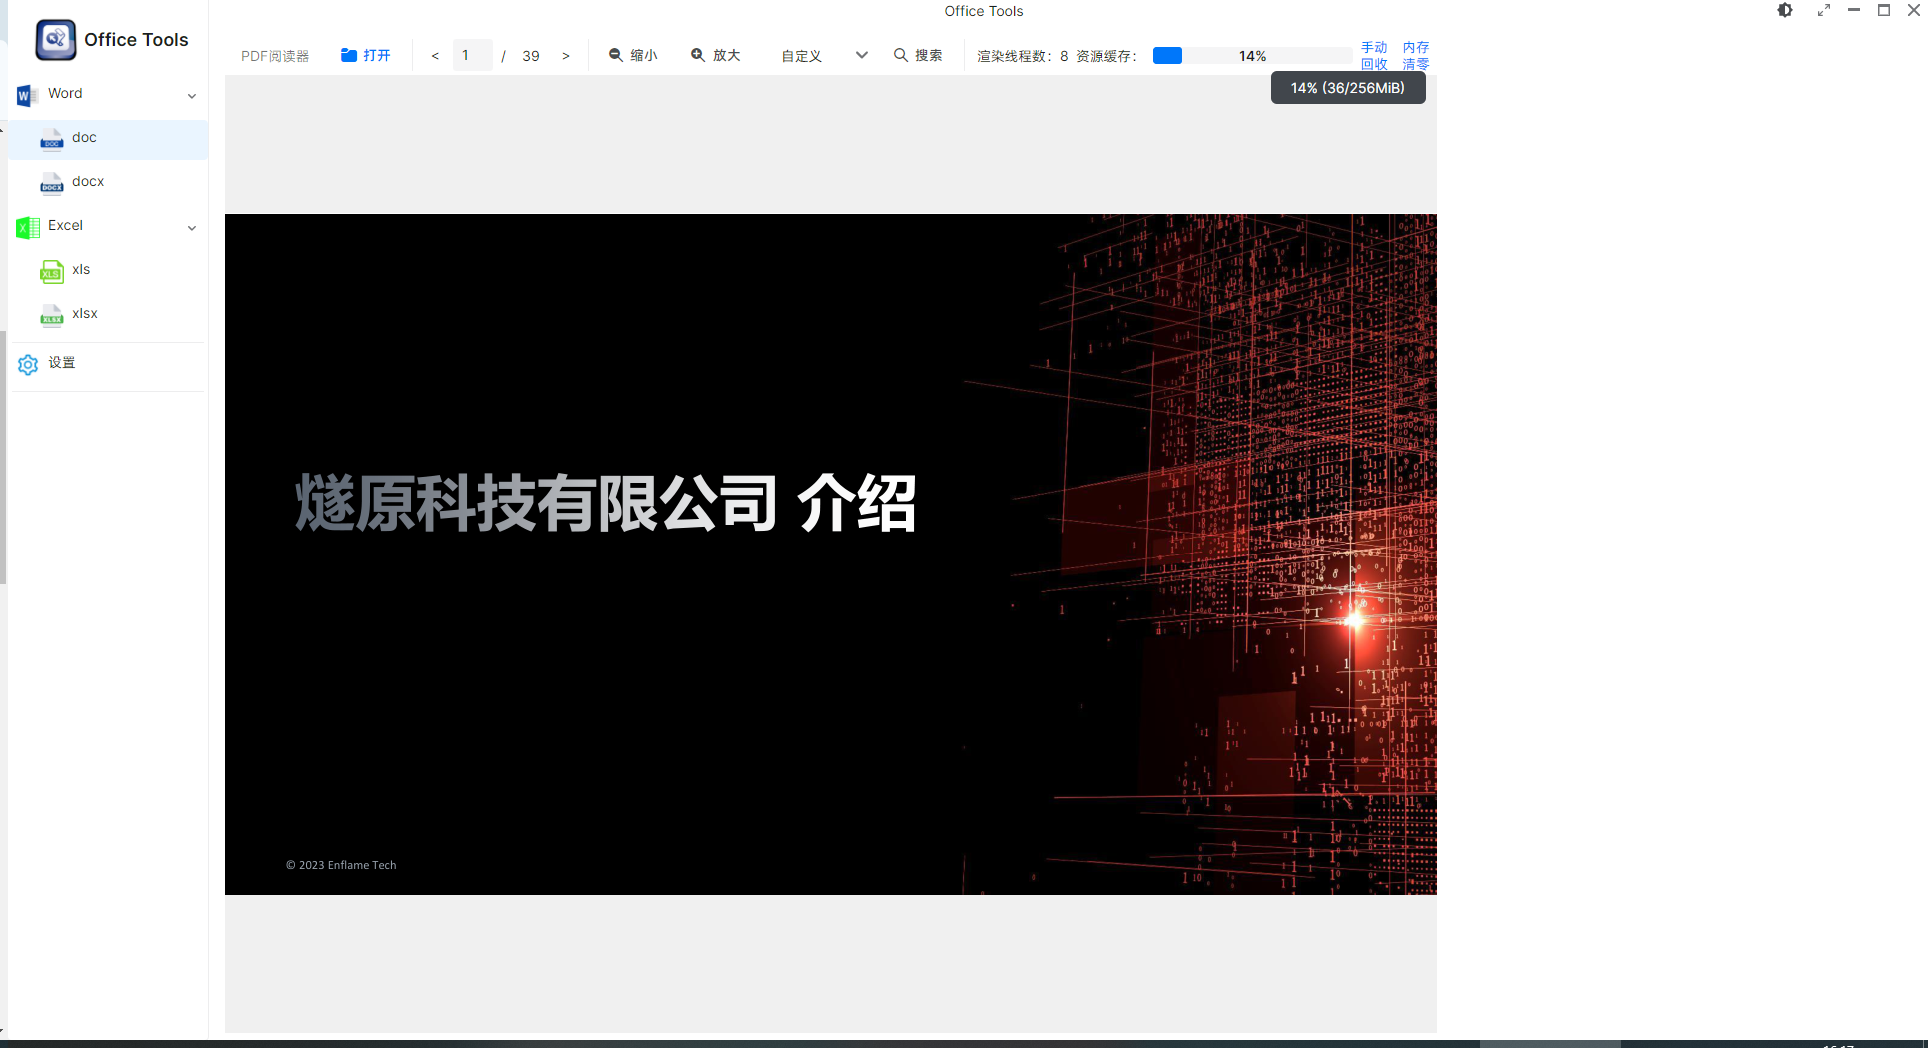 Office Tools
Office Tools
Word
doc
docx
Excel
xls
xlsx
设置
PDF阅读器 打开 < 1 / 39 > 缩小 放大 自定义 搜索 渲染线程数：8 资源缓存： 14% 手动回收 内存清零
14% (36/256MiB)
燧原科技有限公司 介绍
© 2023 Enflame Tech